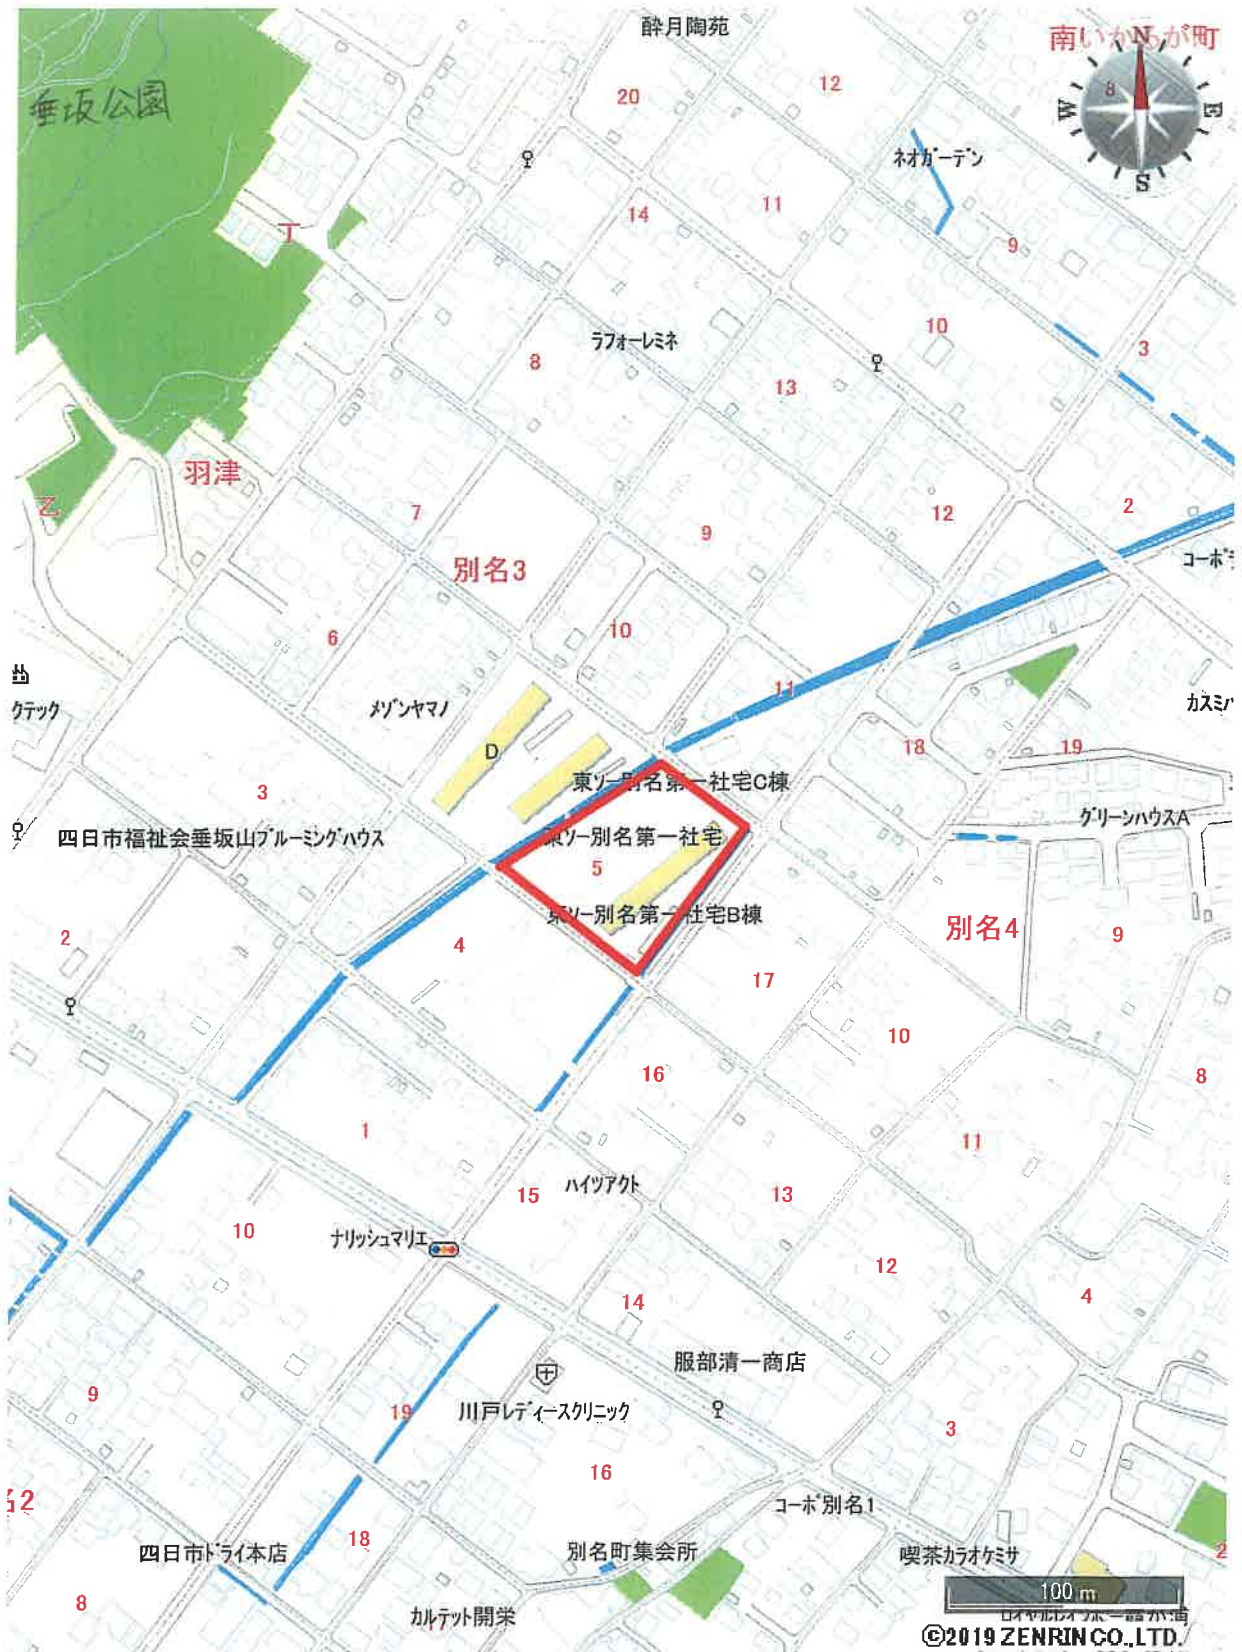 酔月陶苑
南いかるが町
N
8
W
E
S
垂坂公園
20
12
ネオガーデン
14
11
9
丁
10
ラフォーレミネ
8
3
13
羽津
乙
7
12
2
9
別名3
コーポ
6
10
11
クテック
メゾンヤマノ
カスミハ
D
18
19
東ソー別名第一社宅C棟
3
グリーンハウスA
四日市福祉会垂坂山ブルーミングハウス
東ソー別名第一社宅
5
東ソー別名第一社宅B棟
別名4
9
2
4
17
10
16
8
1
11
15
ハイツアクト
13
10
ナリッシュマリエ
12
14
4
服部清一商店
9
19
川戸レディースクリニック
3
16
名2
コーポ別名1
18
四日市ドライ本店
別名町集会所
喫茶カラオケミサ
2
8
100 m
カルテット開栄
17
©2019 ZENRIN CO., LTD.